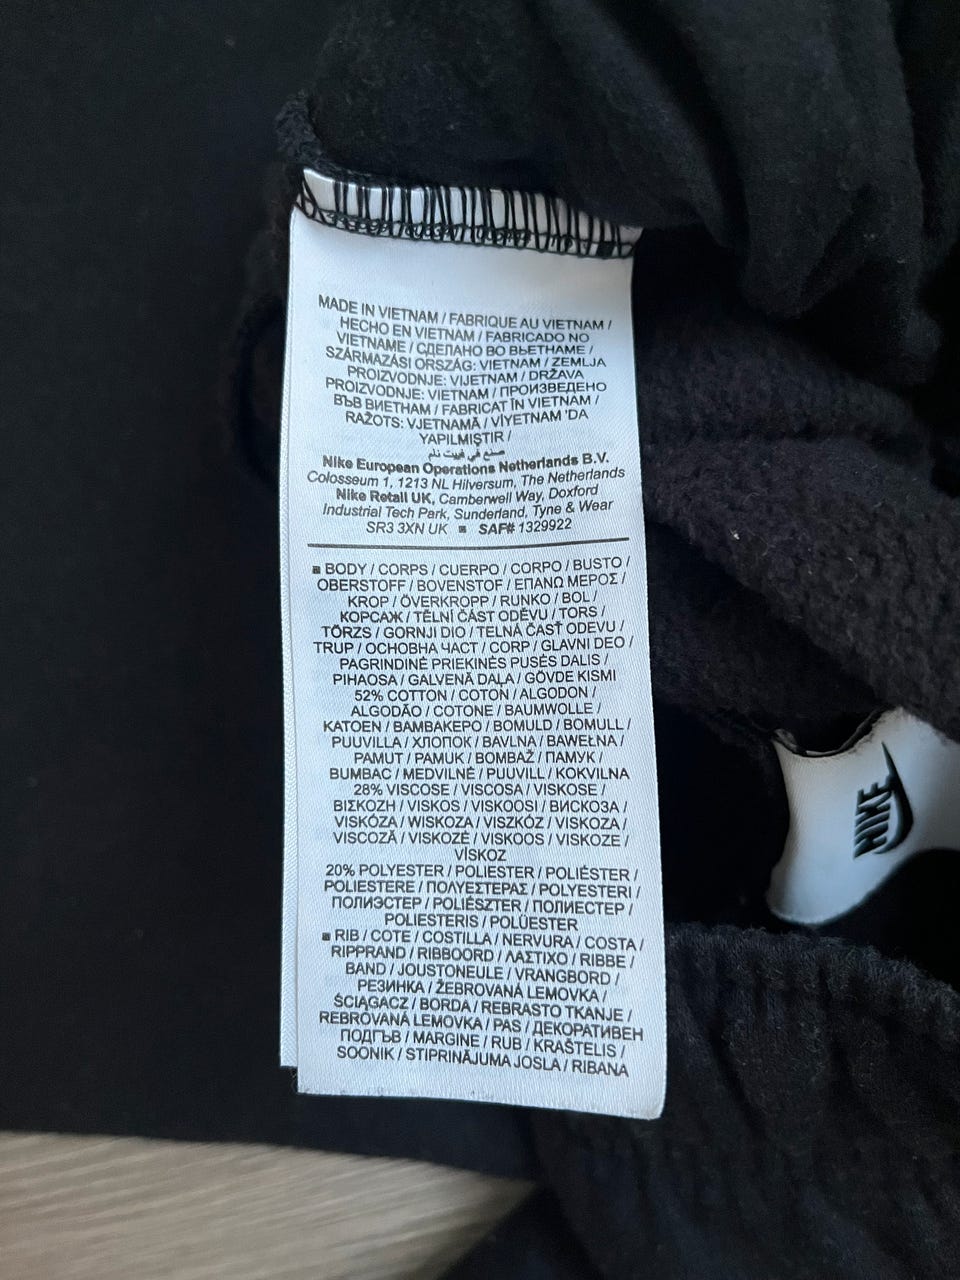 MADE IN VIETNAM / FABRIQUE AU VIETNAM /
HECHO EN VIETNAM / FABRICADO NO
VIETNAME / СДЕЛАНО ВО ВЬЕТНАМЕ /
SZÁRMAZÁSI ORSZÁG: VIETNAM / ZEMLJA
PROIZVODNJE: VIJETNAM / DRŽAVA
PROIZVODNJE: VIETNAM / ПРОИЗВЕДЕНО
ВЪВ ВИЕТНАМ / FABRICAT ÎN VIETNAM /
RAŽOTS: VJETNAMĀ / VİYETNAM 'DA
YAPILMIŞTIR /
صنع في فييت نام
Nike European Operations Netherlands B.V.
Colosseum 1, 1213 NL Hilversum, The Netherlands
Nike Retail UK, Camberwell Way, Doxford
Industrial Tech Park, Sunderland, Tyne & Wear
SR3 3XN UK ▪ SAF# 1329922
▪ BODY / CORPS / CUERPO / CORPO / BUSTO /
OBERSTOFF / BOVENSTOF / ΕΠΑΝΩ ΜΕΡΟΣ /
KROP / ÖVERKROPP / RUNKO / BOL /
КОРСАЖ / TĚLNÍ ČÁST ODĚVU / TORS /
TÖRZS / GORNJI DIO / TELNÁ ČASŤ ODEVU /
TRUP / ОСНОВНА ЧАСТ / CORP / GLAVNI DEO /
PAGRINDINĖ PRIEKINĖS PUSĖS DALIS /
PIHAOSA / GALVENĀ DAĻA / GÖVDE KISMI
52% COTTON / COTON / ALGODON /
ALGODÃO / COTONE / BAUMWOLLE /
KATOEN / ΒΑΜΒΑΚΕΡΟ / BOMULD / BOMULL /
PUUVILLA / ХЛОПОК / BAVLNA / BAWEŁNA /
PAMUT / PAMUK / BOMBAŽ / ПАМУК /
BUMBAC / MEDVILNĖ / PUUVILL / KOKVILNA
28% VISCOSE / VISCOSA / VISKOSE /
ΒΙΣΚΟΖΗ / VISKOS / VISKOOSI / ВИСКОЗА /
VISKÓZA / WISKOZA / VISZKÓZ / VISKOZA /
VISCOZĂ / VISKOZĖ / VISKOOS / VISKOZE /
VİSKOZ
20% POLYESTER / POLIESTER / POLIÉSTER /
POLIESTERE / ΠΟΛΥΕΣΤΕΡΑΣ / POLYESTERI /
ПОЛИЭСТЕР / POLIÉSZTER / ПОЛИЕСТЕР /
POLIESTERIS / POLÜESTER
▪ RIB / COTE / COSTILLA / NERVURA / COSTA /
RIPPRAND / RIBBOORD / ΛΑΣΤΙΧΟ / RIBBE /
BAND / JOUSTONEULE / VRANGBORD /
РЕЗИНКА / ŽEBROVANÁ LEMOVKA /
ŚCIĄGACZ / BORDA / REBRASTO TKANJE /
REBROVANÁ LEMOVKA / PAS / ДЕКОРАТИВЕН
ПОДГЪВ / MARGINE / RUB / KRAŠTELIS /
SOONIK / STIPRINĀJUMA JOSLA / RIBANA
NIKE